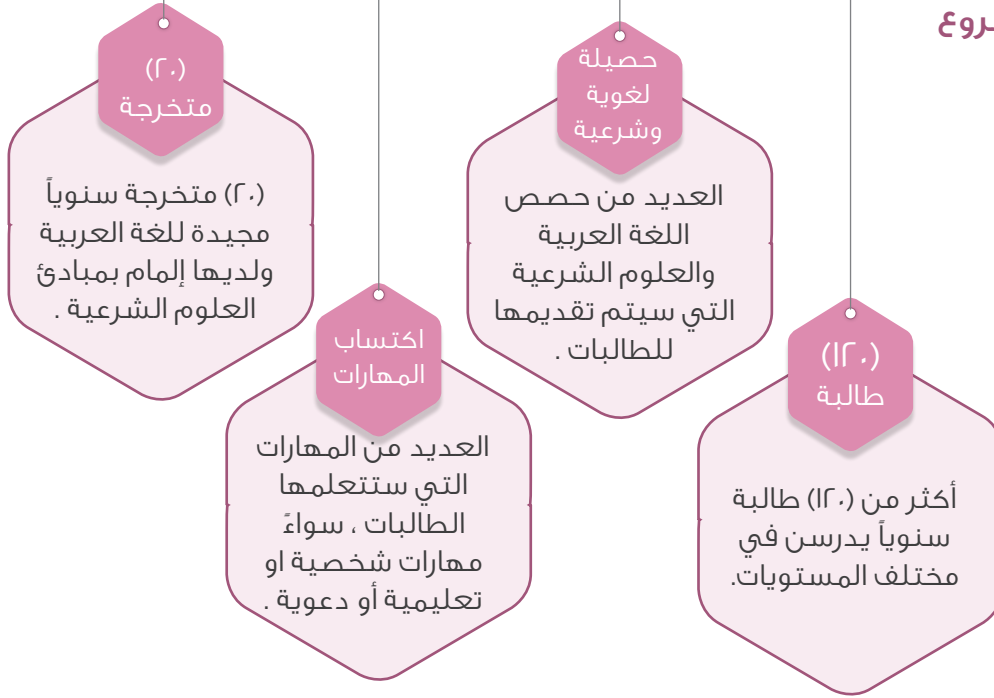 (١٢٠)
طالبة
أكثر من (١٢٠) طالبة
سنوياً يدرسن في
مختلف المستويات.
حصيلة
لغوية
وشرعية
العديد من حصص
اللغة العربية
والعلوم الشرعية
التي سيتم تقديمها
للطالبات .
اكتساب
المهارات
العديد من المهارات
التي ستتعلمها
الطالبات ، سواءً
مهارات شخصية او
تعليمية أو دعوية .
(٢٠)
متخرجة
(٢٠) متخرجة سنوياً
مجيدة للغة العربية
ولديها إلمام بمبادئ
العلوم الشرعية .